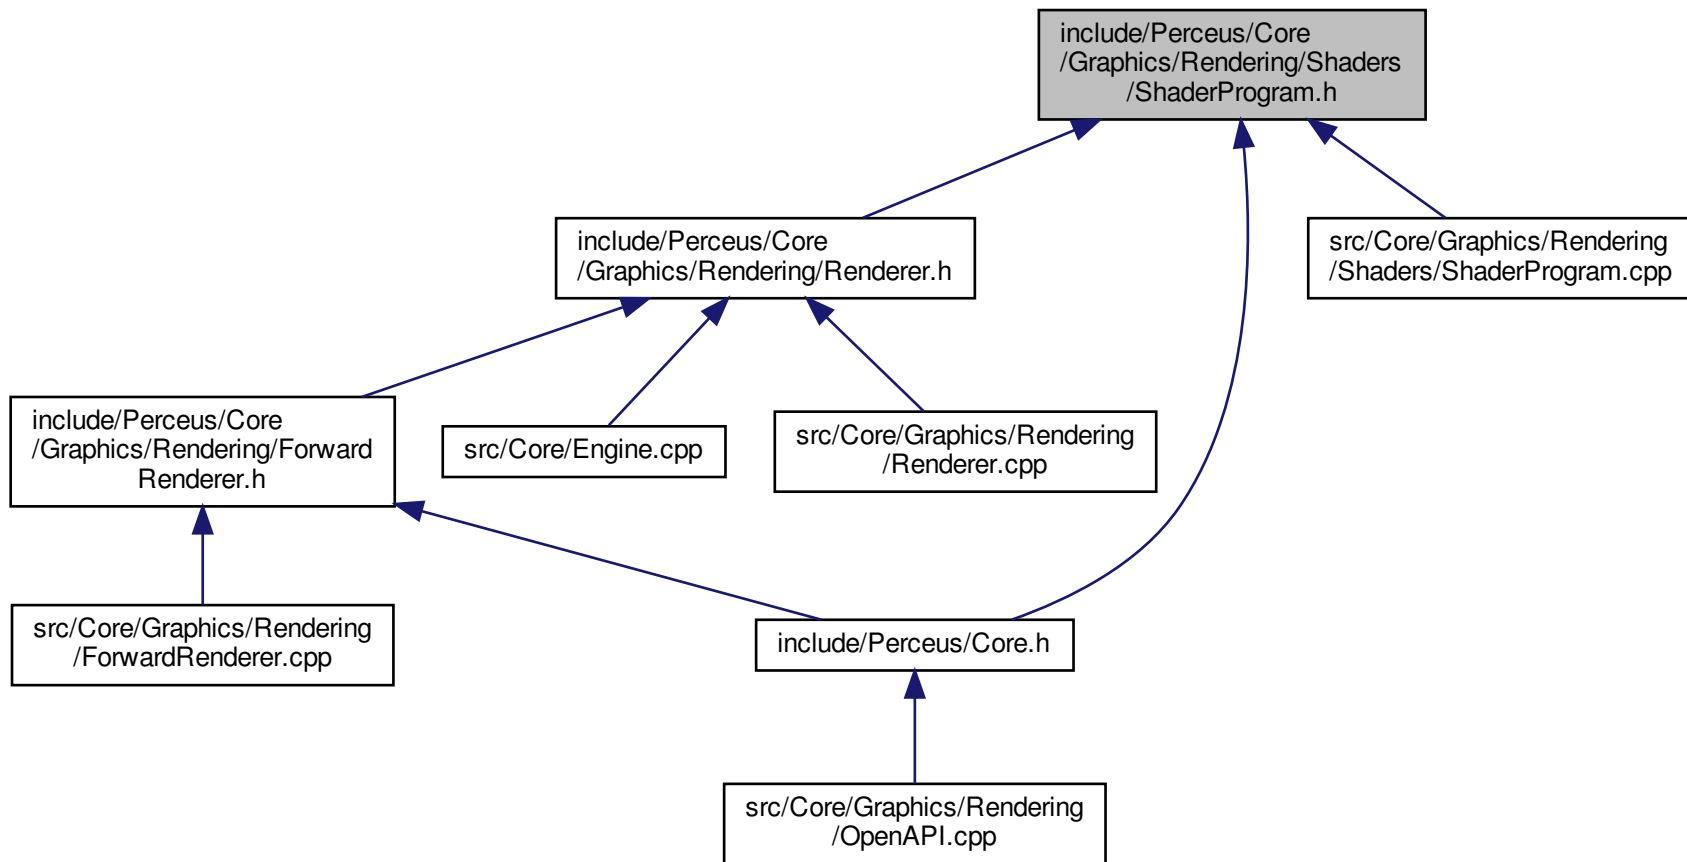 include/Perceus/Core
/Graphics/Rendering/Shaders
/ShaderProgram.h
include/Perceus/Core
/Graphics/Rendering/Renderer.h
src/Core/Graphics/Rendering
/Shaders/ShaderProgram.cpp
include/Perceus/Core
/Graphics/Rendering/Forward
Renderer.h
src/Core/Engine.cpp
src/Core/Graphics/Rendering
/Renderer.cpp
src/Core/Graphics/Rendering
/ForwardRenderer.cpp
include/Perceus/Core.h
src/Core/Graphics/Rendering
/OpenAPI.cpp